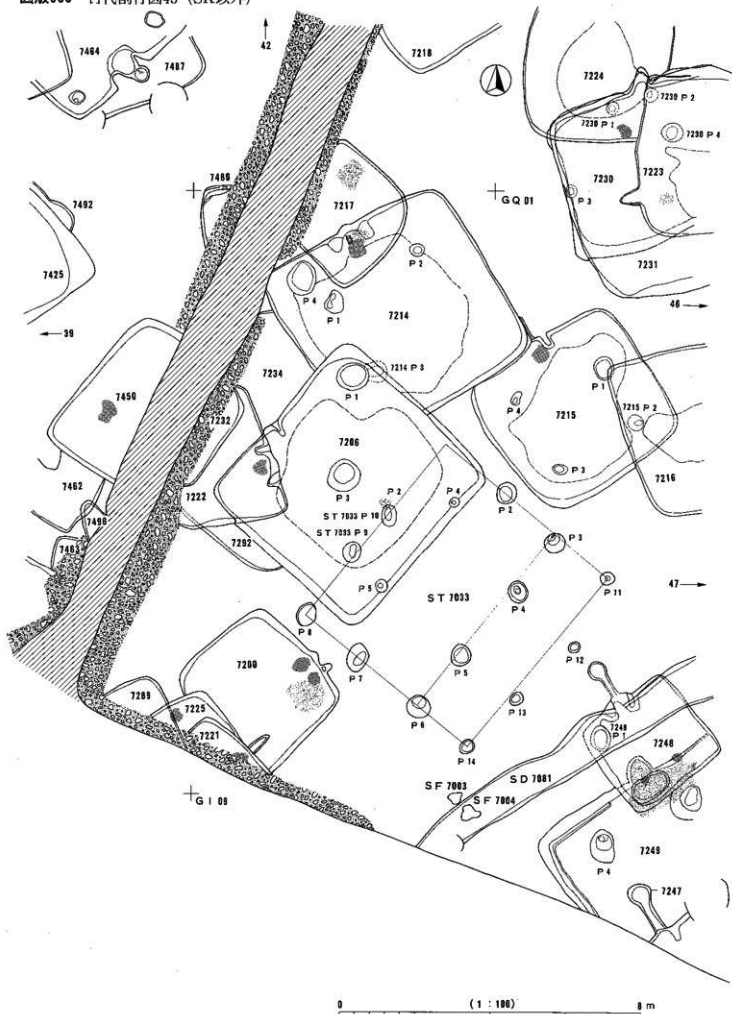 42
7218
7464
7487
7224
7230 P 2
7230 P 1
7230 P 4
7480
GQ 01
7217
7230
7223
P 3
7492
7425
7231
P 2
P 4
P 1
7214
46
39
7234
7214 P 3
P 1
P 1
7450
7232
P 4
7215
7215 P 2
7206
P 3
7216
7462
P 3
P 2
P 4
P 2
7222
ST 7033 P 10
7498
ST 7033 P 9
P 3
7292
7463
P 5
P 4
P 11
47
ST 7033
P 8
P 12
7200
P 7
P 5
7289
P 13
7225
P 6
7248
P 1
7248
7221
P 14
SD 7081
SF 7003
GI 09
SF 7004
7249
P 4
7247
0
(1:100)
8 m